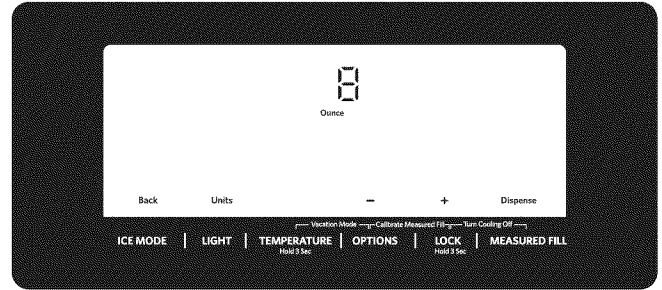 8
Ounce
Back Units – + Dispense
Vacation Mode Calibrate Measured Fill Turn Cooling Off
ICE MODE | LIGHT | TEMPERATURE | OPTIONS | LOCK | MEASURED FILL
Hold 3 Sec Hold 3 Sec